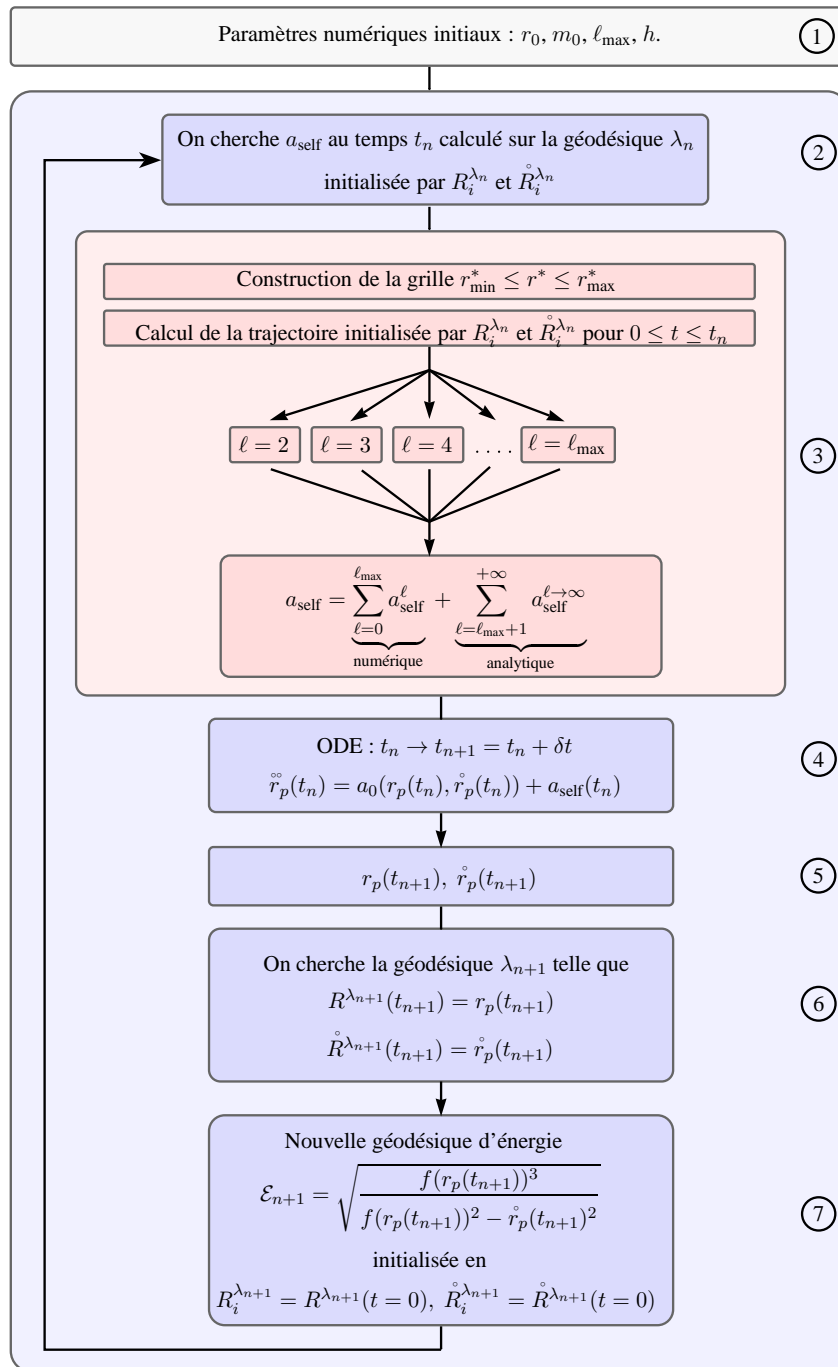 Paramètres numériques initiaux : r_0, m_0, ℓ_max, h.
1
On cherche a_self au temps t_n calculé sur la géodésique λ_n
initialisée par R_i^{λ_n} et R̊_i^{λ_n}
2
Construction de la grille r^*_min ≤ r^* ≤ r^*_max
Calcul de la trajectoire initialisée par R_i^{λ_n} et R̊_i^{λ_n} pour 0 ≤ t ≤ t_n
ℓ = 2 ℓ = 3 ℓ = 4 .... ℓ = ℓ_max
3
a_self = \underbrace{∑_{ℓ=0}^{ℓ_max} a^ℓ_self}_{numérique} + \underbrace{∑_{ℓ=ℓ_max+1}^{+∞} a^{ℓ→∞}_self}_{analytique}
ODE : t_n → t_{n+1} = t_n + δt
r̊̊_p(t_n) = a_0(r_p(t_n), r̊_p(t_n)) + a_self(t_n)
4
r_p(t_{n+1}), r̊_p(t_{n+1})
5
On cherche la géodésique λ_{n+1} telle que
R^{λ_{n+1}}(t_{n+1}) = r_p(t_{n+1})
R̊^{λ_{n+1}}(t_{n+1}) = r̊_p(t_{n+1})
6
Nouvelle géodésique d'énergie
ℰ_{n+1} = \sqrt{\frac{f(r_p(t_{n+1}))^3}{f(r_p(t_{n+1}))^2 − r̊_p(t_{n+1})^2}}
7
initialisée en
R_i^{λ_{n+1}} = R^{λ_{n+1}}(t = 0), R̊_i^{λ_{n+1}} = R̊^{λ_{n+1}}(t = 0)